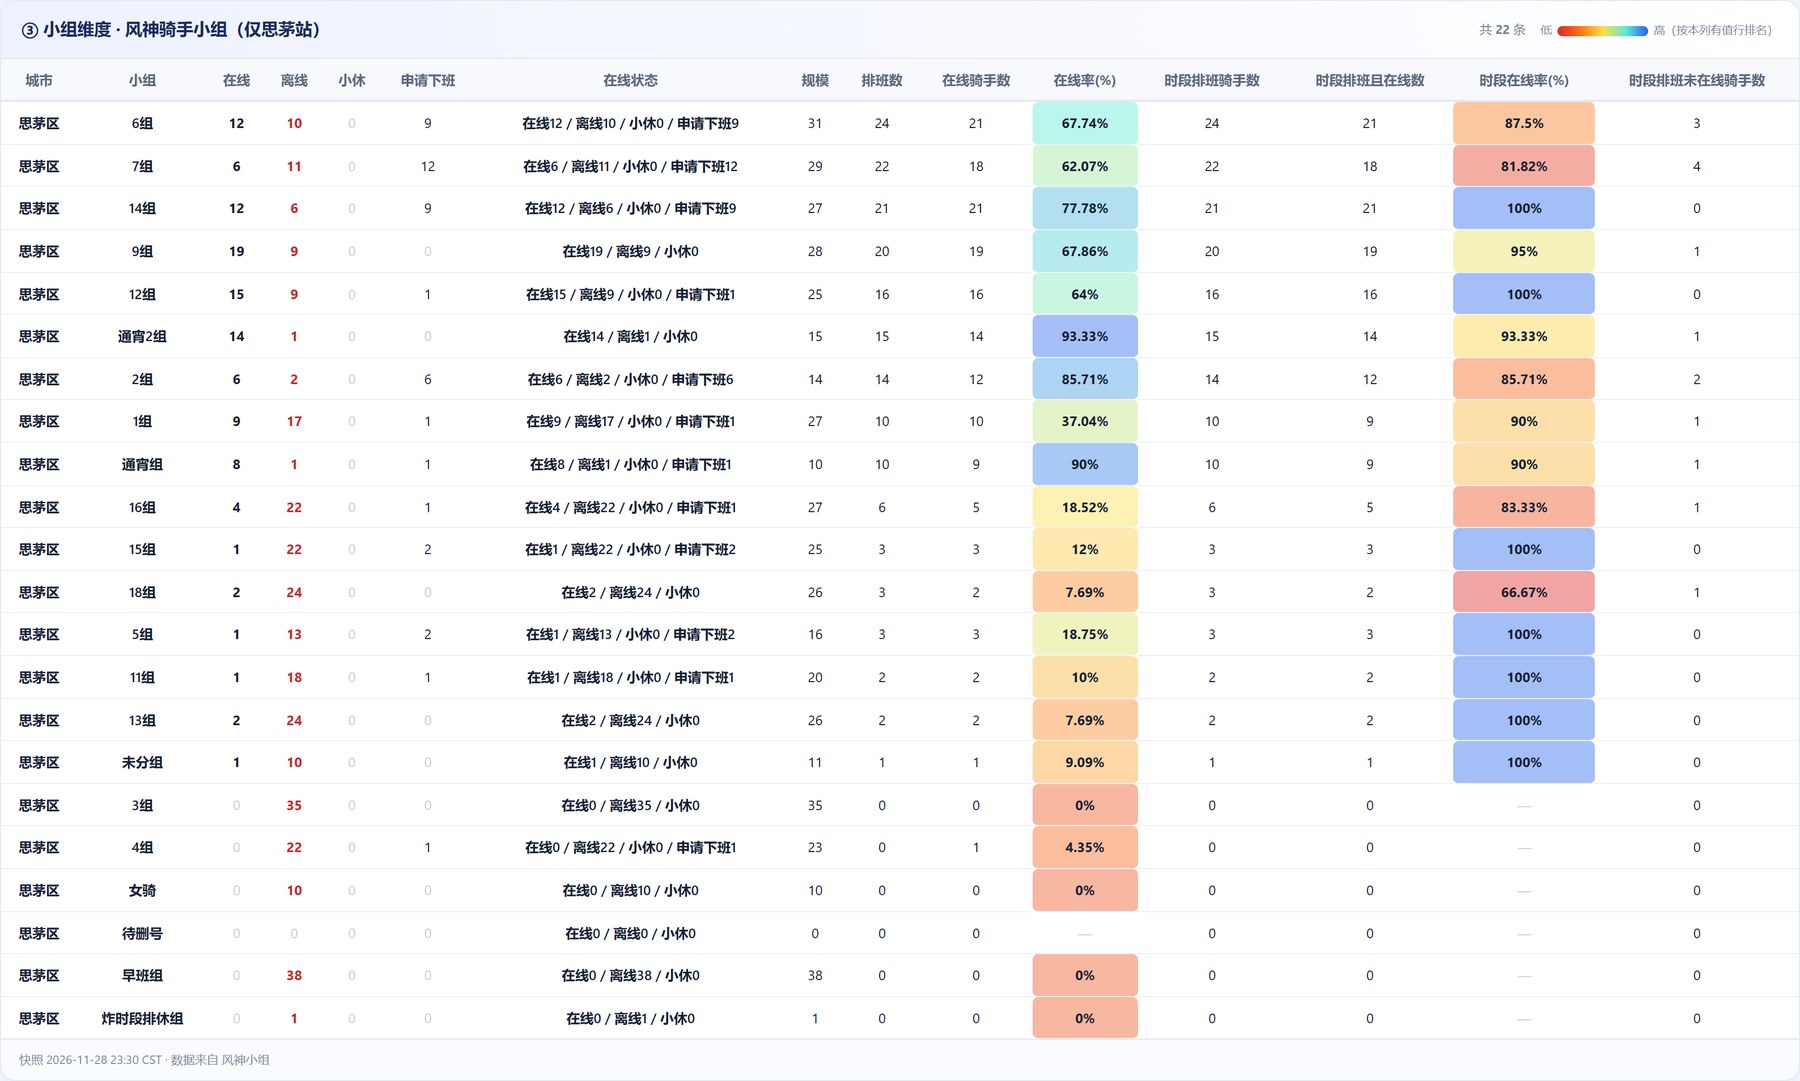 ③ 小组维度 · 风神骑手小组（仅思茅站）
共 22 条 低 高 (按本列有值行排名)
城市 小组 在线 离线 小休 申请下班 在线状态 规模 排班数 在线骑手数 在线率(%) 时段排班骑手数 时段排班且在线数 时段在线率(%) 时段排班未在线骑手数
思茅区 6组 12 10 0 9 在线12 / 离线10 / 小休0 / 申请下班9 31 24 21 67.74% 24 21 87.5% 3
思茅区 7组 6 11 0 12 在线6 / 离线11 / 小休0 / 申请下班12 29 22 18 62.07% 22 18 81.82% 4
思茅区 14组 12 6 0 9 在线12 / 离线6 / 小休0 / 申请下班9 27 21 21 77.78% 21 21 100% 0
思茅区 9组 19 9 0 0 在线19 / 离线9 / 小休0 28 20 19 67.86% 20 19 95% 1
思茅区 12组 15 9 0 1 在线15 / 离线9 / 小休0 / 申请下班1 25 16 16 64% 16 16 100% 0
思茅区 通宵2组 14 1 0 0 在线14 / 离线1 / 小休0 15 15 14 93.33% 15 14 93.33% 1
思茅区 2组 6 2 0 6 在线6 / 离线2 / 小休0 / 申请下班6 14 14 12 85.71% 14 12 85.71% 2
思茅区 1组 9 17 0 1 在线9 / 离线17 / 小休0 / 申请下班1 27 10 10 37.04% 10 9 90% 1
思茅区 通宵组 8 1 0 1 在线8 / 离线1 / 小休0 / 申请下班1 10 10 9 90% 10 9 90% 1
思茅区 16组 4 22 0 1 在线4 / 离线22 / 小休0 / 申请下班1 27 6 5 18.52% 6 5 83.33% 1
思茅区 15组 1 22 0 2 在线1 / 离线22 / 小休0 / 申请下班2 25 3 3 12% 3 3 100% 0
思茅区 18组 2 24 0 0 在线2 / 离线24 / 小休0 26 3 2 7.69% 3 2 66.67% 1
思茅区 5组 1 13 0 2 在线1 / 离线13 / 小休0 / 申请下班2 16 3 3 18.75% 3 3 100% 0
思茅区 11组 1 18 0 1 在线1 / 离线18 / 小休0 / 申请下班1 20 2 2 10% 2 2 100% 0
思茅区 13组 2 24 0 0 在线2 / 离线24 / 小休0 26 2 2 7.69% 2 2 100% 0
思茅区 未分组 1 10 0 0 在线1 / 离线10 / 小休0 11 1 1 9.09% 1 1 100% 0
思茅区 3组 0 35 0 0 在线0 / 离线35 / 小休0 35 0 0 0% 0 0 — 0
思茅区 4组 0 22 0 1 在线0 / 离线22 / 小休0 / 申请下班1 23 0 1 4.35% 0 0 — 0
思茅区 女骑 0 10 0 0 在线0 / 离线10 / 小休0 10 0 0 0% 0 0 — 0
思茅区 待删号 0 0 0 0 在线0 / 离线0 / 小休0 0 0 0 — 0 0 — 0
思茅区 早班组 0 38 0 0 在线0 / 离线38 / 小休0 38 0 0 0% 0 0 — 0
思茅区 炸时段排休组 0 1 0 0 在线0 / 离线1 / 小休0 1 0 0 0% 0 0 — 0
快照 2026-11-28 23:30 CST · 数据来自 风神小组